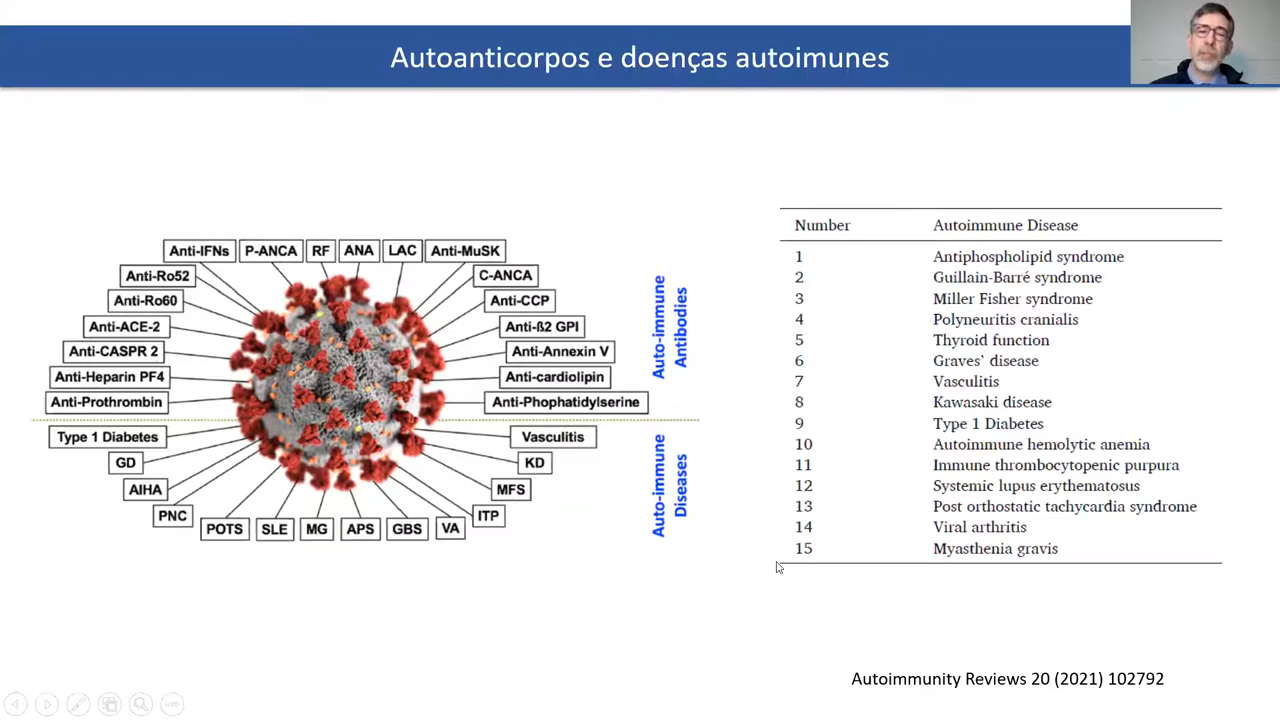 Autoanticorpos e doenças autoimunes
Anti-IFNs P-ANCA RF ANA LAC Anti-MuSK
Anti-Ro52 C-ANCA
Anti-Ro60 Anti-CCP
Anti-ACE-2 Anti-ß2 GPI
Anti-CASPR 2 Anti-Annexin V
Anti-Heparin PF4 Anti-cardiolipin
Anti-Prothrombin Anti-Phophatidylserine
Auto-immune
Antibodies
Type 1 Diabetes Vasculitis
GD KD
AIHA MFS
PNC ITP
POTS SLE MG APS GBS VA
Auto-immune
Diseases
Number Autoimmune Disease
1 Antiphospholipid syndrome
2 Guillain-Barré syndrome
3 Miller Fisher syndrome
4 Polyneuritis cranialis
5 Thyroid function
6 Graves’ disease
7 Vasculitis
8 Kawasaki disease
9 Type 1 Diabetes
10 Autoimmune hemolytic anemia
11 Immune thrombocytopenic purpura
12 Systemic lupus erythematosus
13 Post orthostatic tachycardia syndrome
14 Viral arthritis
15 Myasthenia gravis
Autoimmunity Reviews 20 (2021) 102792